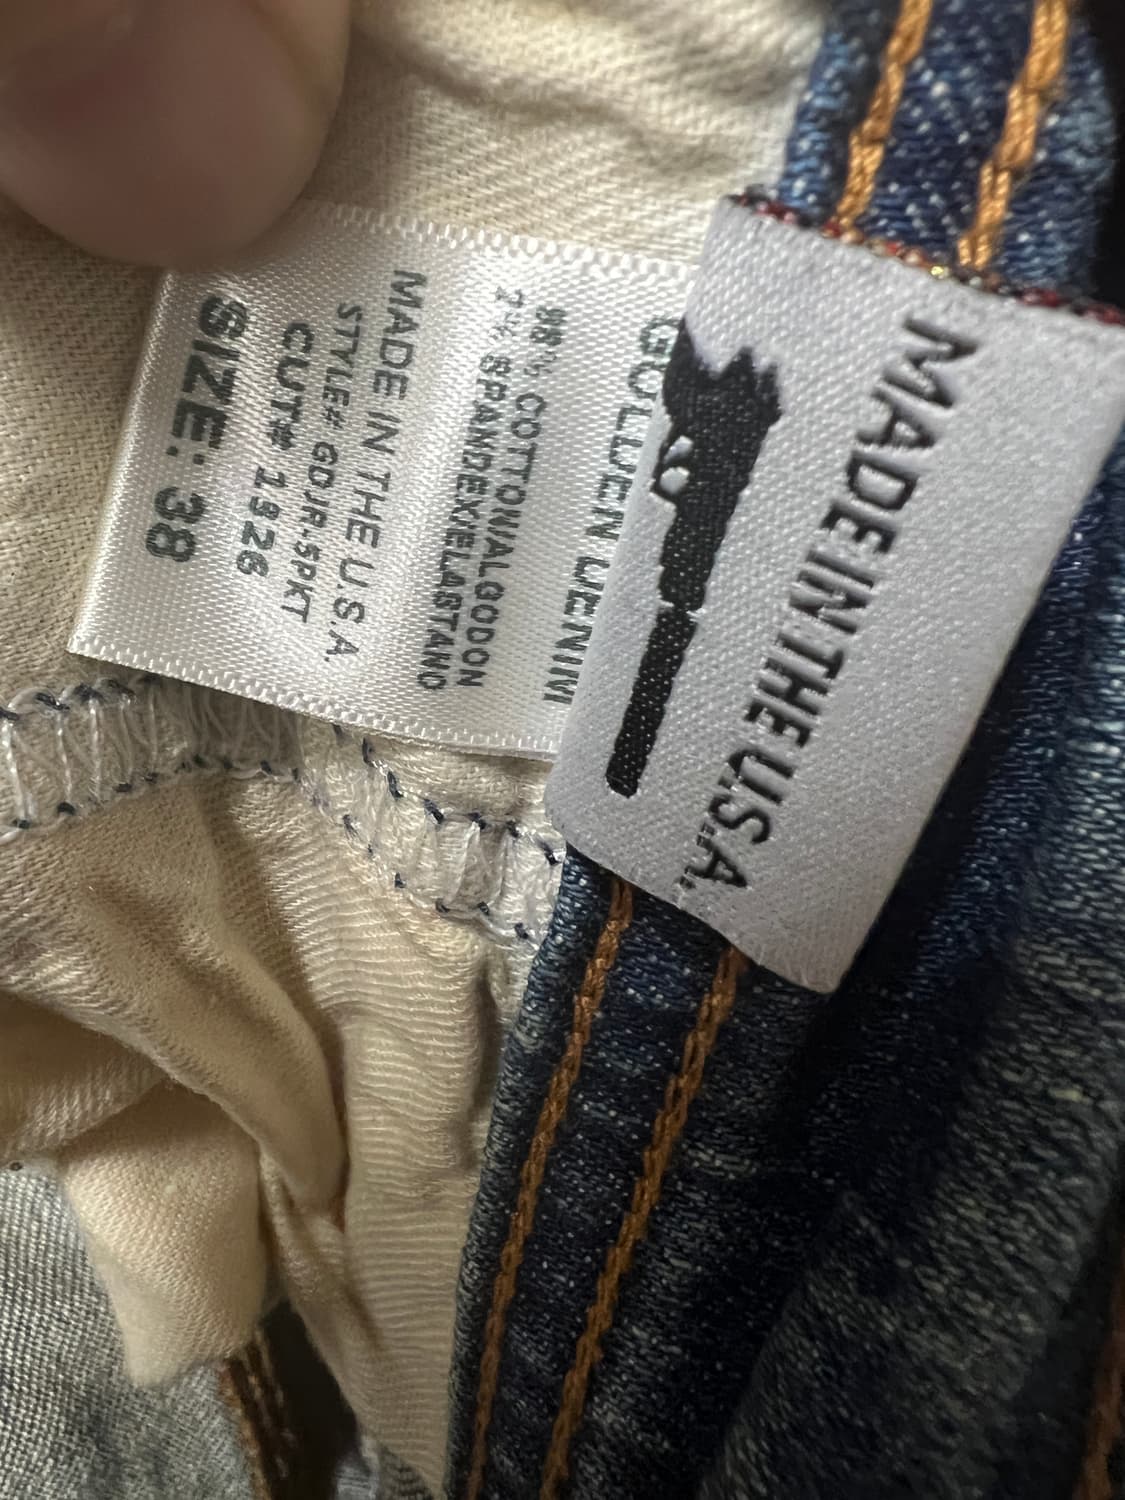 GOLDEN DENIM
98% COTTON/ALGODON
2% SPANDEX/ELASTANO
MADE IN THE U.S.A.
STYLE# GDJR-5PKT
CUT# 1326
SIZE: 38
MADE IN THE U.S.A.